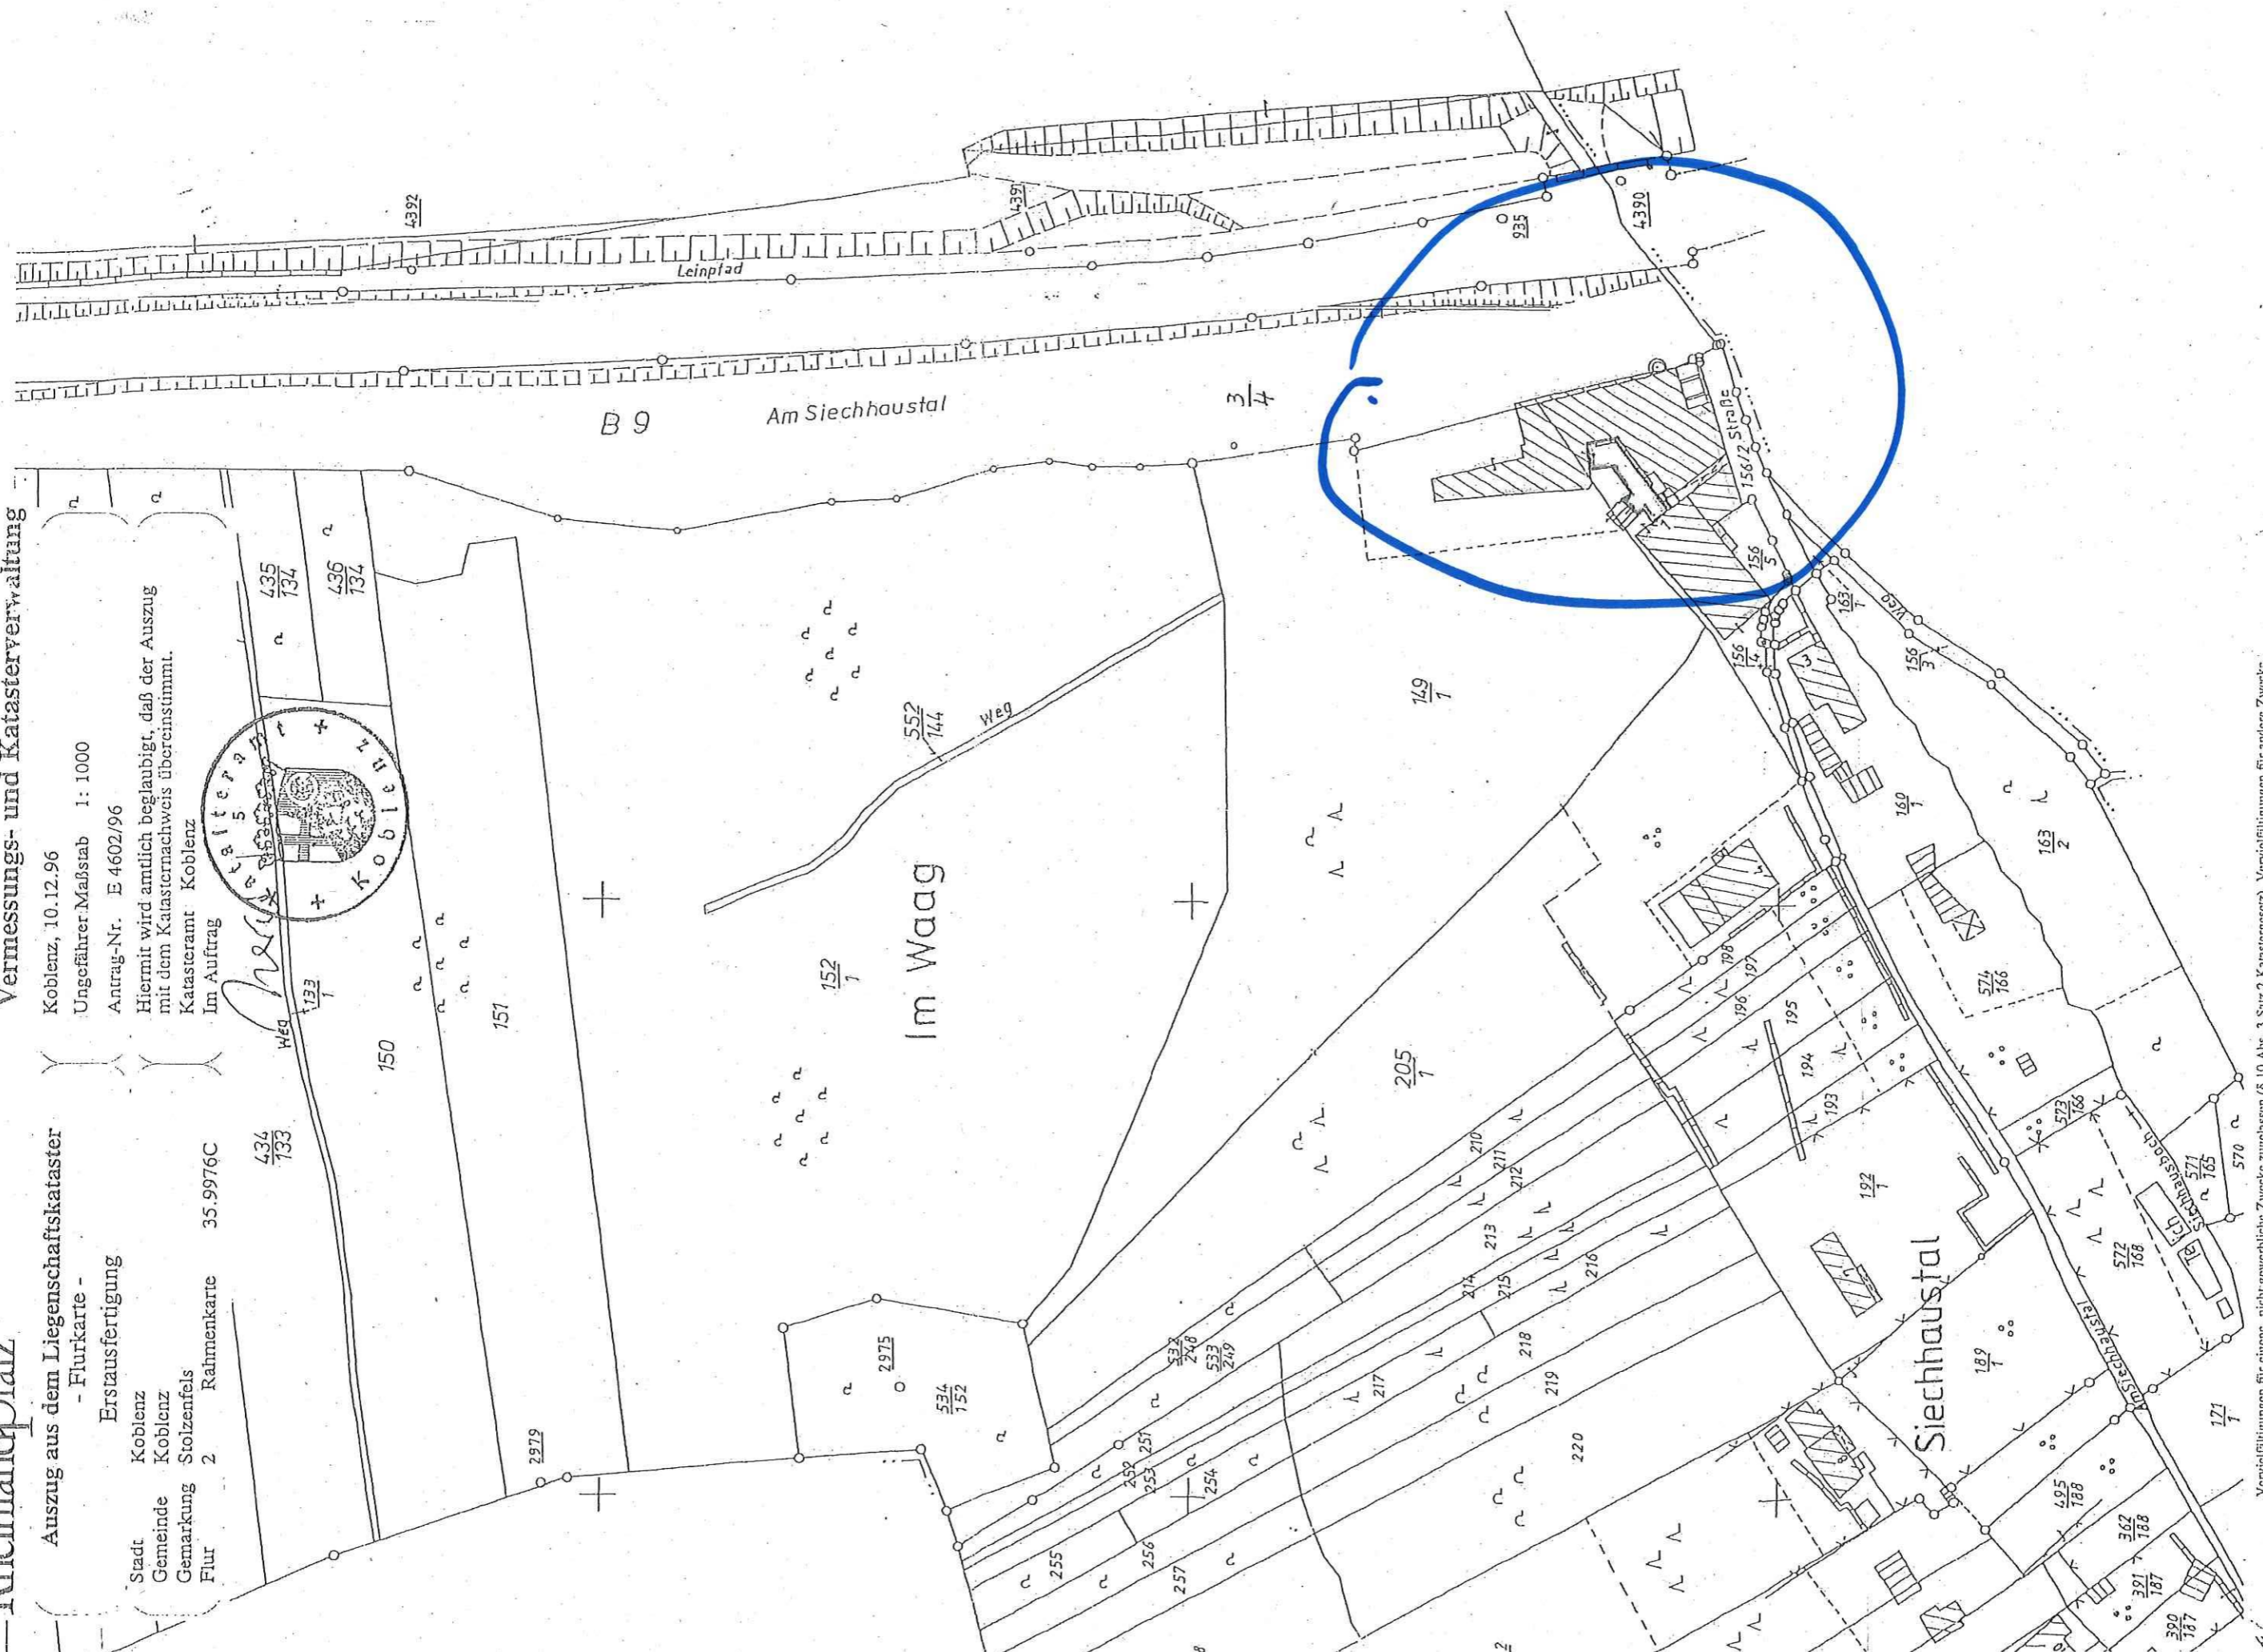 Rheinland-Pfalz
Vermessungs- und Katasterverwaltung
Auszug aus dem Liegenschaftskataster
- Flurkarte -
Erstausfertigung
Stadt Koblenz
Gemeinde Koblenz
Gemarkung Stolzenfels
Flur 2 Rahmenkarte 35.9976C
Koblenz, 10.12.96
Ungefährer Maßstab 1: 1000
Antrag-Nr. E 4602/96
Hiermit wird amtlich beglaubigt, daß der Auszug
mit dem Katasternachweis übereinstimmt.
Katasteramt Koblenz
Im Auftrag
Katasteramt
5
Koblenz
4392
4391
Leinpfad
935
4390
B 9
Am Siechhaustal
3/4
Straße
156/2
156/5
156/4
163/1
Weg
156/3
3
435/134
436/134
Weg
133/1
434/133
150
151
552/144
Weg
152/1
Im Waag
149/1
205/1
160/1
163/2
574/166
573/166
198
197
196
195
194
193
192/1
210
211
212
213
214
215
216
217
218
219
220
2975
534/152
2979
532/248
533/249
251
252
253
254
255
256
257
Siechhaustal
189/1
Am Siechhaustal
Siechhausbach
571/165
570
572/168
Teich
171/1
495/188
362/188
391/187
390/187